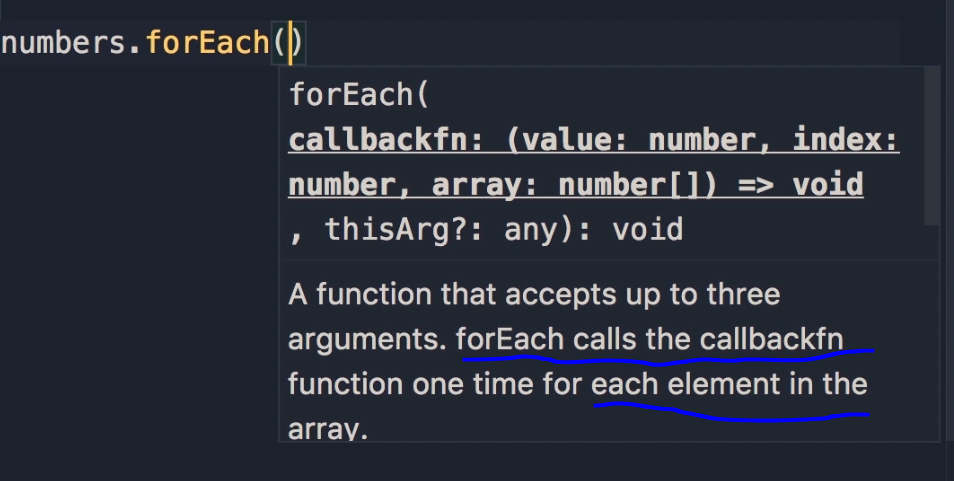 numbers.forEach()
forEach(
callbackfn: (value: number, index:
number, array: number[]) => void
, thisArg?: any): void
A function that accepts up to three
arguments. forEach calls the callbackfn
function one time for each element in the
array.